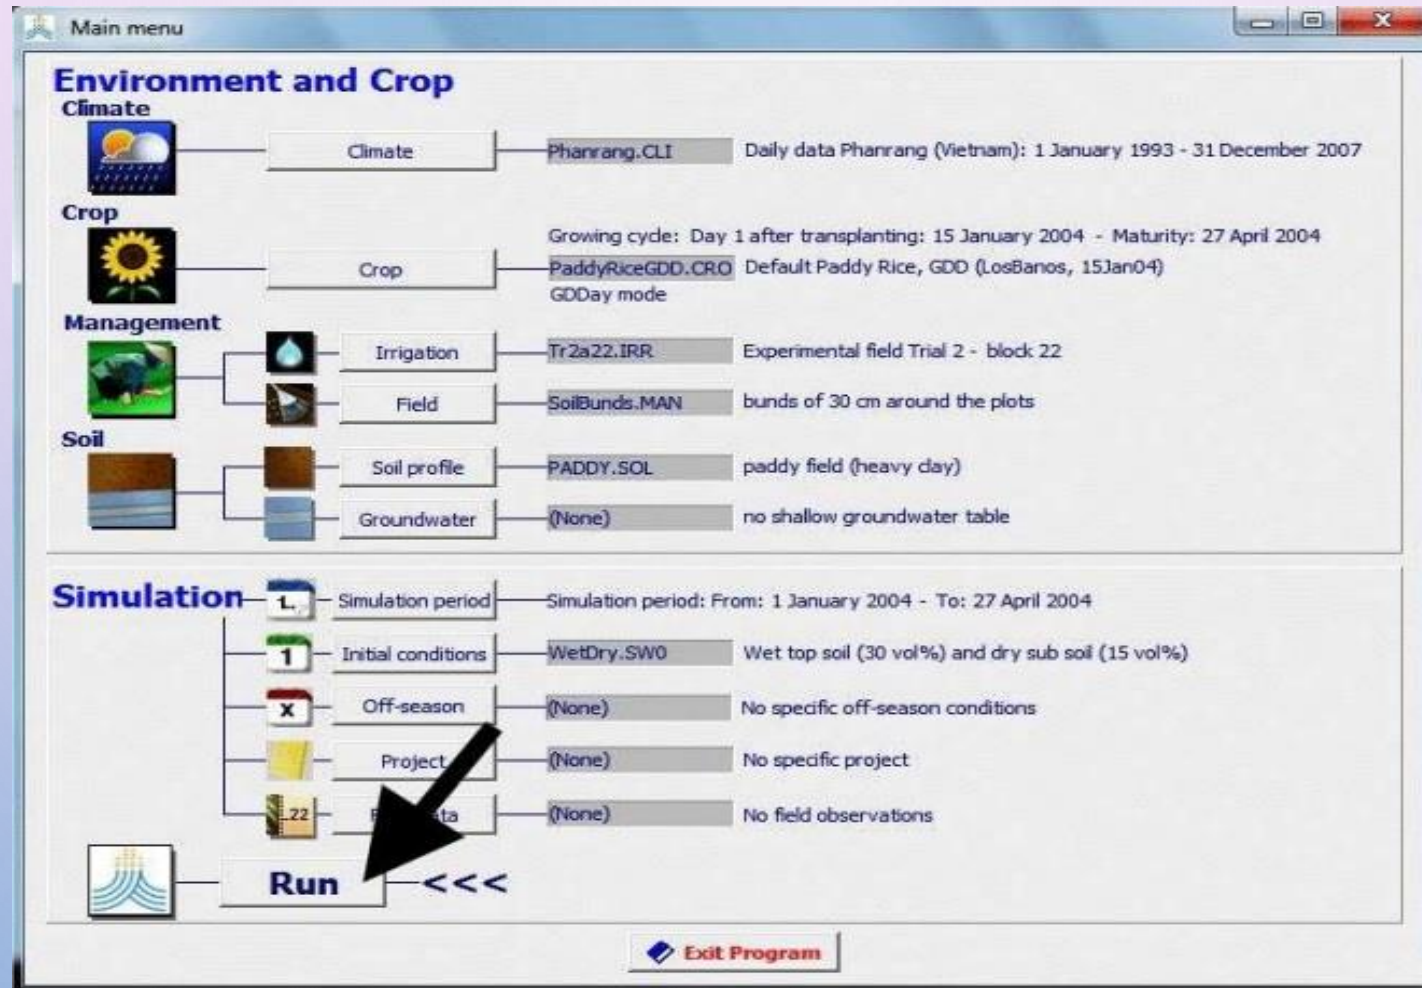 Main menu
Environment and Crop
Climate
Climate Phanrang.CLI Daily data Phanrang (Vietnam): 1 January 1993 - 31 December 2007
Crop
Growing cycle: Day 1 after transplanting: 15 January 2004 - Maturity: 27 April 2004
Crop PaddyRiceGDD.CRO Default Paddy Rice, GDD (LosBanos, 15Jan04)
GDDay mode
Management
Irrigation Tr2a22.IRR Experimental field Trial 2 - block 22
Field SoilBunds.MAN bunds of 30 cm around the plots
Soil
Soil profile PADDY.SOL paddy field (heavy clay)
Groundwater (None) no shallow groundwater table
Simulation 1.. Simulation period Simulation period: From: 1 January 2004 - To: 27 April 2004
1 Initial conditions WetDry.SW0 Wet top soil (30 vol%) and dry sub soil (15 vol%)
X Off-season (None) No specific off-season conditions
Project (None) No specific project
22 (None) No field observations
Run <<<
Exit Program